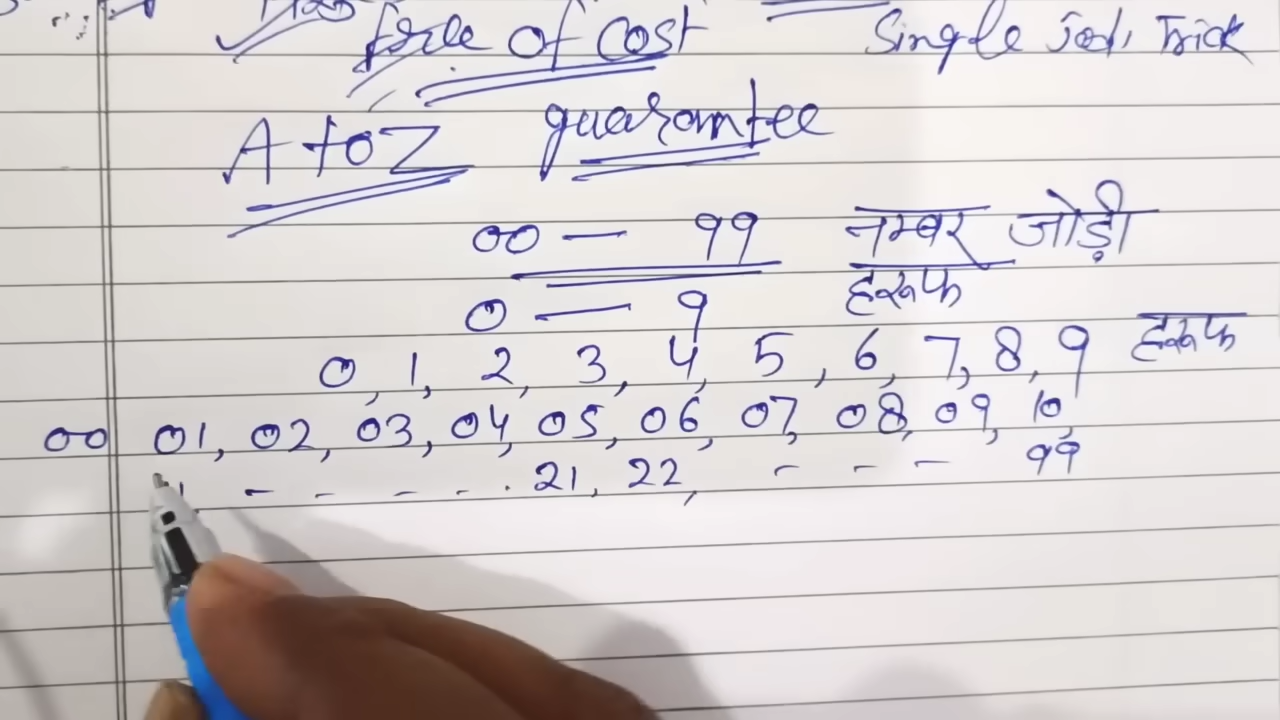 free of cost Single Jodi Trick
A to Z guarantee
00 — 99 नम्बर जोड़ी
0 — 9 हरूफ
0, 1, 2, 3, 4, 5, 6, 7, 8, 9 हरूफ
00 01, 02, 03, 04, 05, 06, 07, 08, 09, 10,
- - - - . 21, 22, - - - 99